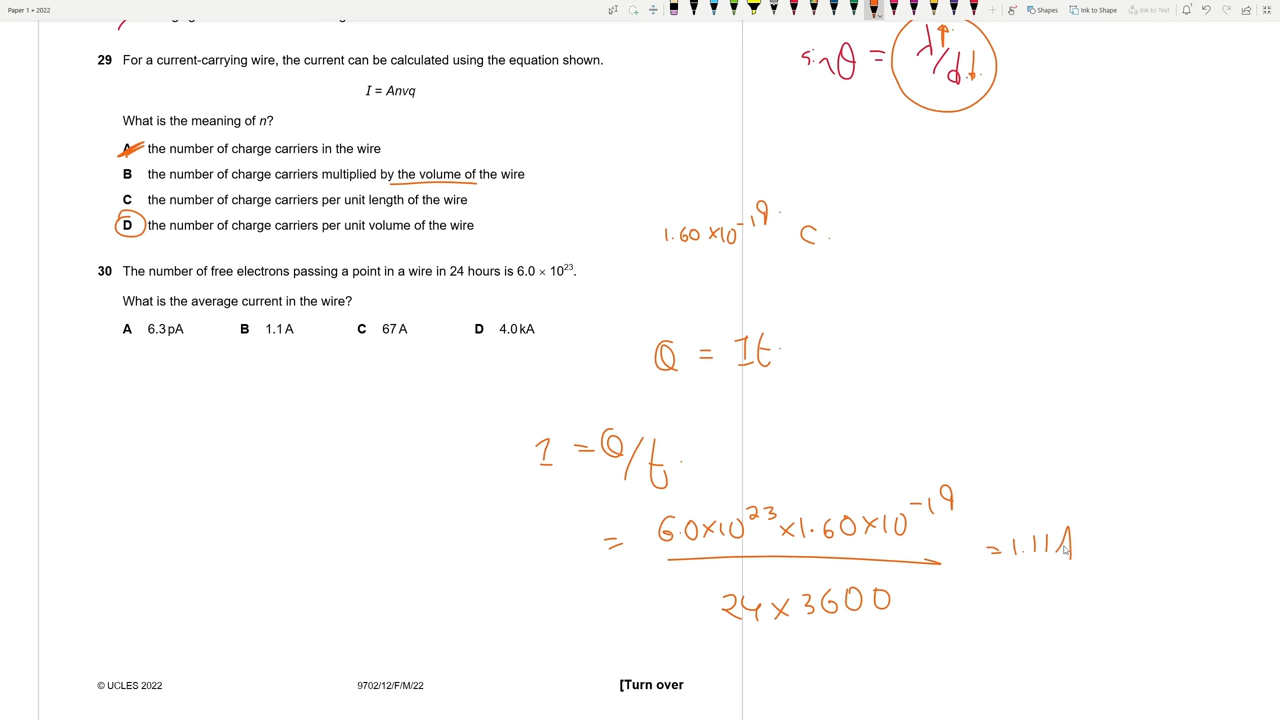 Paper 1 » 2022
Shapes
Ink to Shape
Ink to Text
sinθ = λ/d
29 For a current-carrying wire, the current can be calculated using the equation shown.
I = Anvq
What is the meaning of n?
A the number of charge carriers in the wire
B the number of charge carriers multiplied by the volume of the wire
C the number of charge carriers per unit length of the wire
D the number of charge carriers per unit volume of the wire
1.60 ×10⁻¹⁹ C
30 The number of free electrons passing a point in a wire in 24 hours is 6.0 × 10²³.
What is the average current in the wire?
A 6.3 pA B 1.1 A C 67 A D 4.0 kA
Q = It
I = Q/t
= 6.0×10²³ ×1.60×10⁻¹⁹
24 × 3600
= 1.11A
© UCLES 2022 9702/12/F/M/22 [Turn over